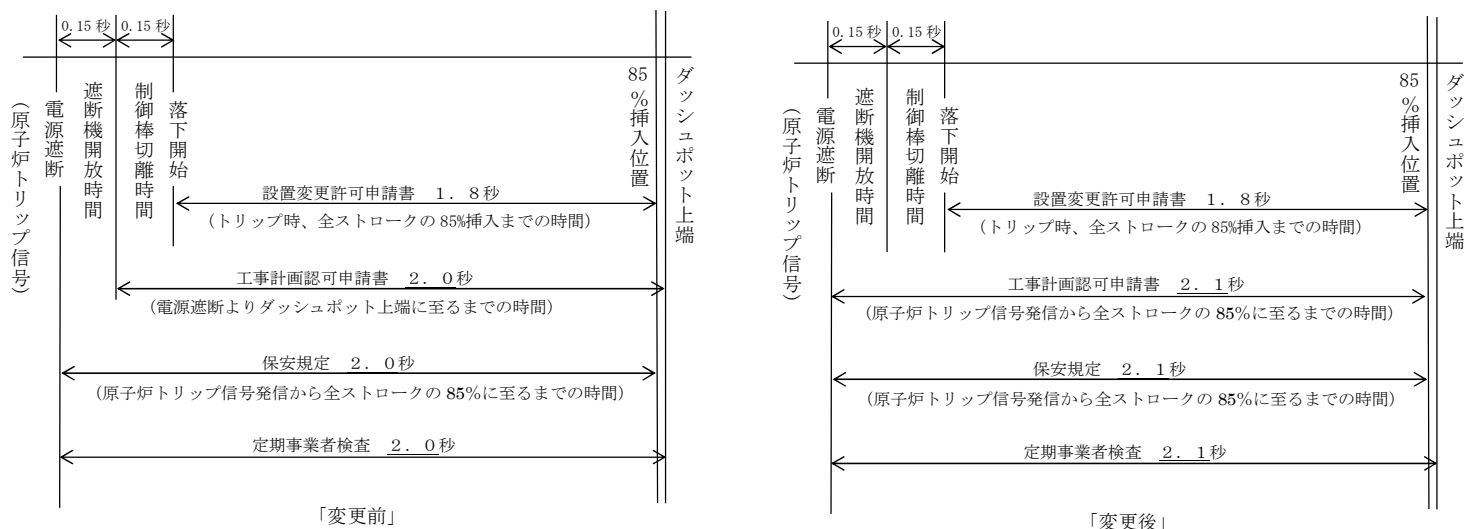 0.15秒
0.15秒
(原子炉トリップ信号)
電源遮断
遮断機開放時間
制御棒切離時間
落下開始
85%挿入位置
ダッシュポット上端
設置変更許可申請書 1.8秒
(トリップ時、全ストロークの85%挿入までの時間)
工事計画認可申請書 2.0秒
(電源遮断よりダッシュポット上端に至るまでの時間)
保安規定 2.0秒
(原子炉トリップ信号発信から全ストロークの85%に至るまでの時間)
定期事業者検査 2.0秒
「変更前」
0.15秒
0.15秒
(原子炉トリップ信号)
電源遮断
遮断機開放時間
制御棒切離時間
落下開始
85%挿入位置
ダッシュポット上端
設置変更許可申請書 1.8秒
(トリップ時、全ストロークの85%挿入までの時間)
工事計画認可申請書 2.1秒
(原子炉トリップ信号発信から全ストロークの85%に至るまでの時間)
保安規定 2.1秒
(原子炉トリップ信号発信から全ストロークの85%に至るまでの時間)
定期事業者検査 2.1秒
「変更後」